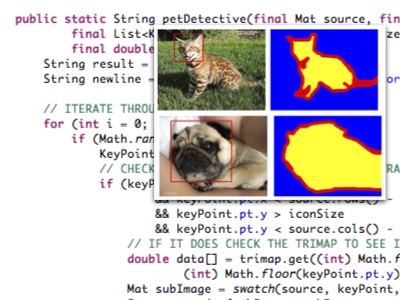 public static String petDetective(final Mat source, fin
final List<K
final double
String result =
String newline =
// ITERATE THROU
for (int i = 0;
if (Math.ran
KeyPoint
// CHEC
if (keyP
&& keyPoint.pt.x < source.rows() -
&& keyPoint.pt.y > iconSize
&& keyPoint.pt.y < source.cols() -
// IF IT DOES CHECK THE TRIMAP TO SEE I
double data[] = trimap.get((int) Math.f
(int) Math.floor(keyPoint.pt.y)
Mat subImage = swatch(source, keyPoint,